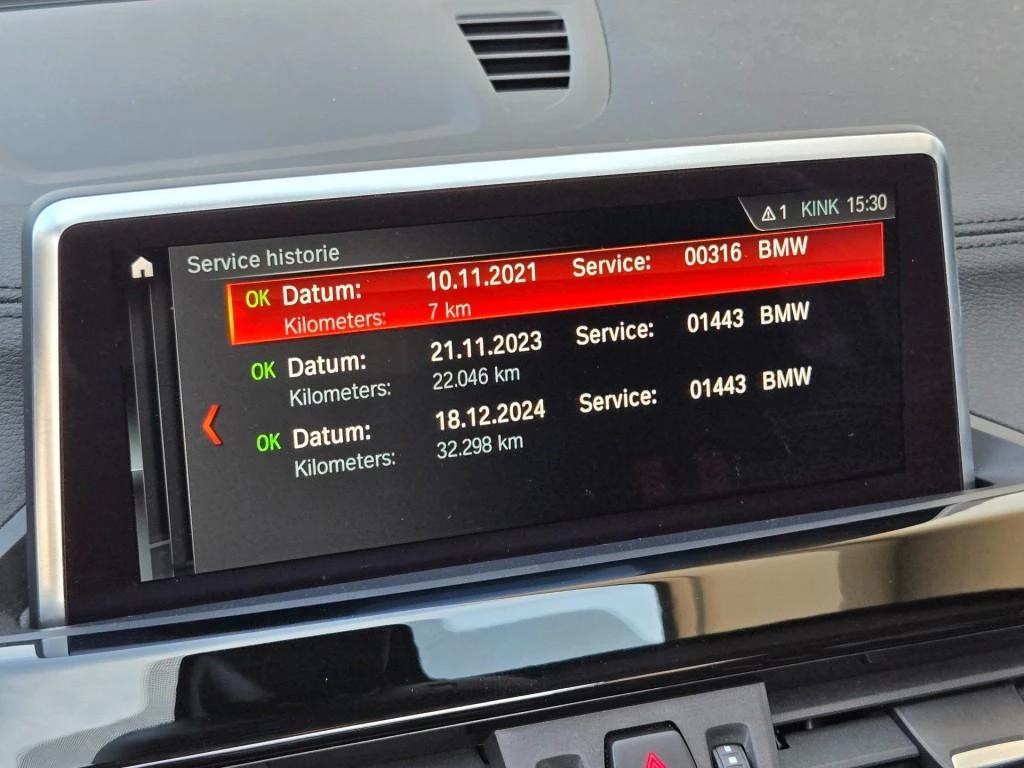 1 KINK 15:30
Service historie
OK Datum: 10.11.2021 Service: 00316 BMW
Kilometers: 7 km
OK Datum: 21.11.2023 Service: 01443 BMW
Kilometers: 22.046 km
OK Datum: 18.12.2024 Service: 01443 BMW
Kilometers: 32.298 km